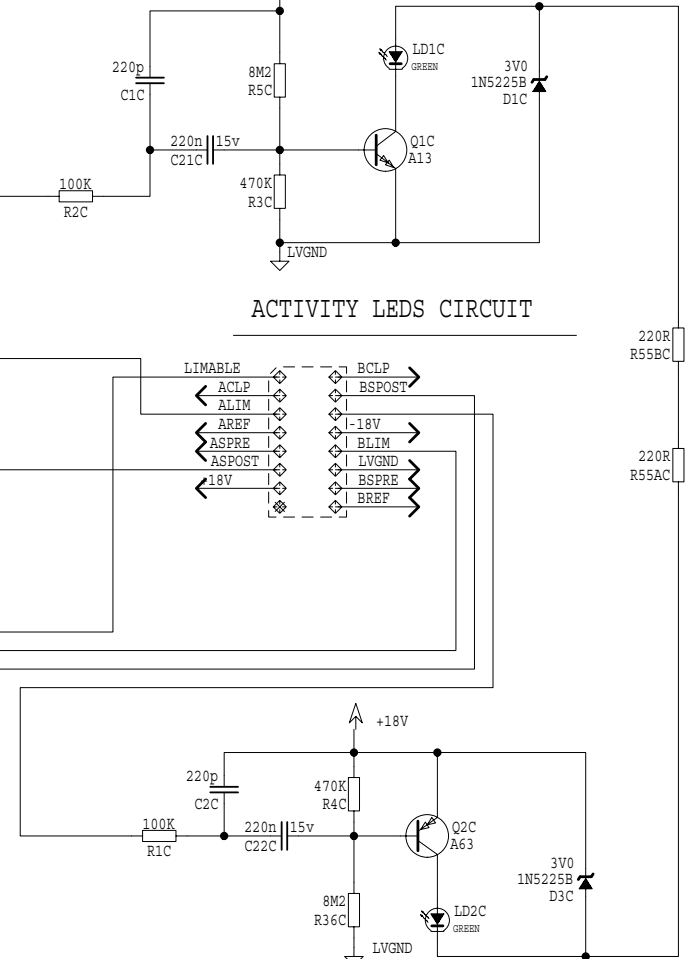 LD1C
GREEN
3V0
1N5225B
D1C
220p
C1C
8M2
R5C
220n 15v
C21C
Q1C
A13
100K
R2C
470K
R3C
LVGND
ACTIVITY LEDS CIRCUIT
220R
R55BC
220R
R55AC
LIMABLE
ACLP
ALIM
AREF
ASPRE
ASPOST
+18V
BCLP
BSPOST
-18V
BLIM
LVGND
BSPRE
BREF
+18V
220p
C2C
470K
R4C
100K
R1C
220n 15v
C22C
Q2C
A63
3V0
1N5225B
D3C
8M2
R36C
LD2C
GREEN
LVGND